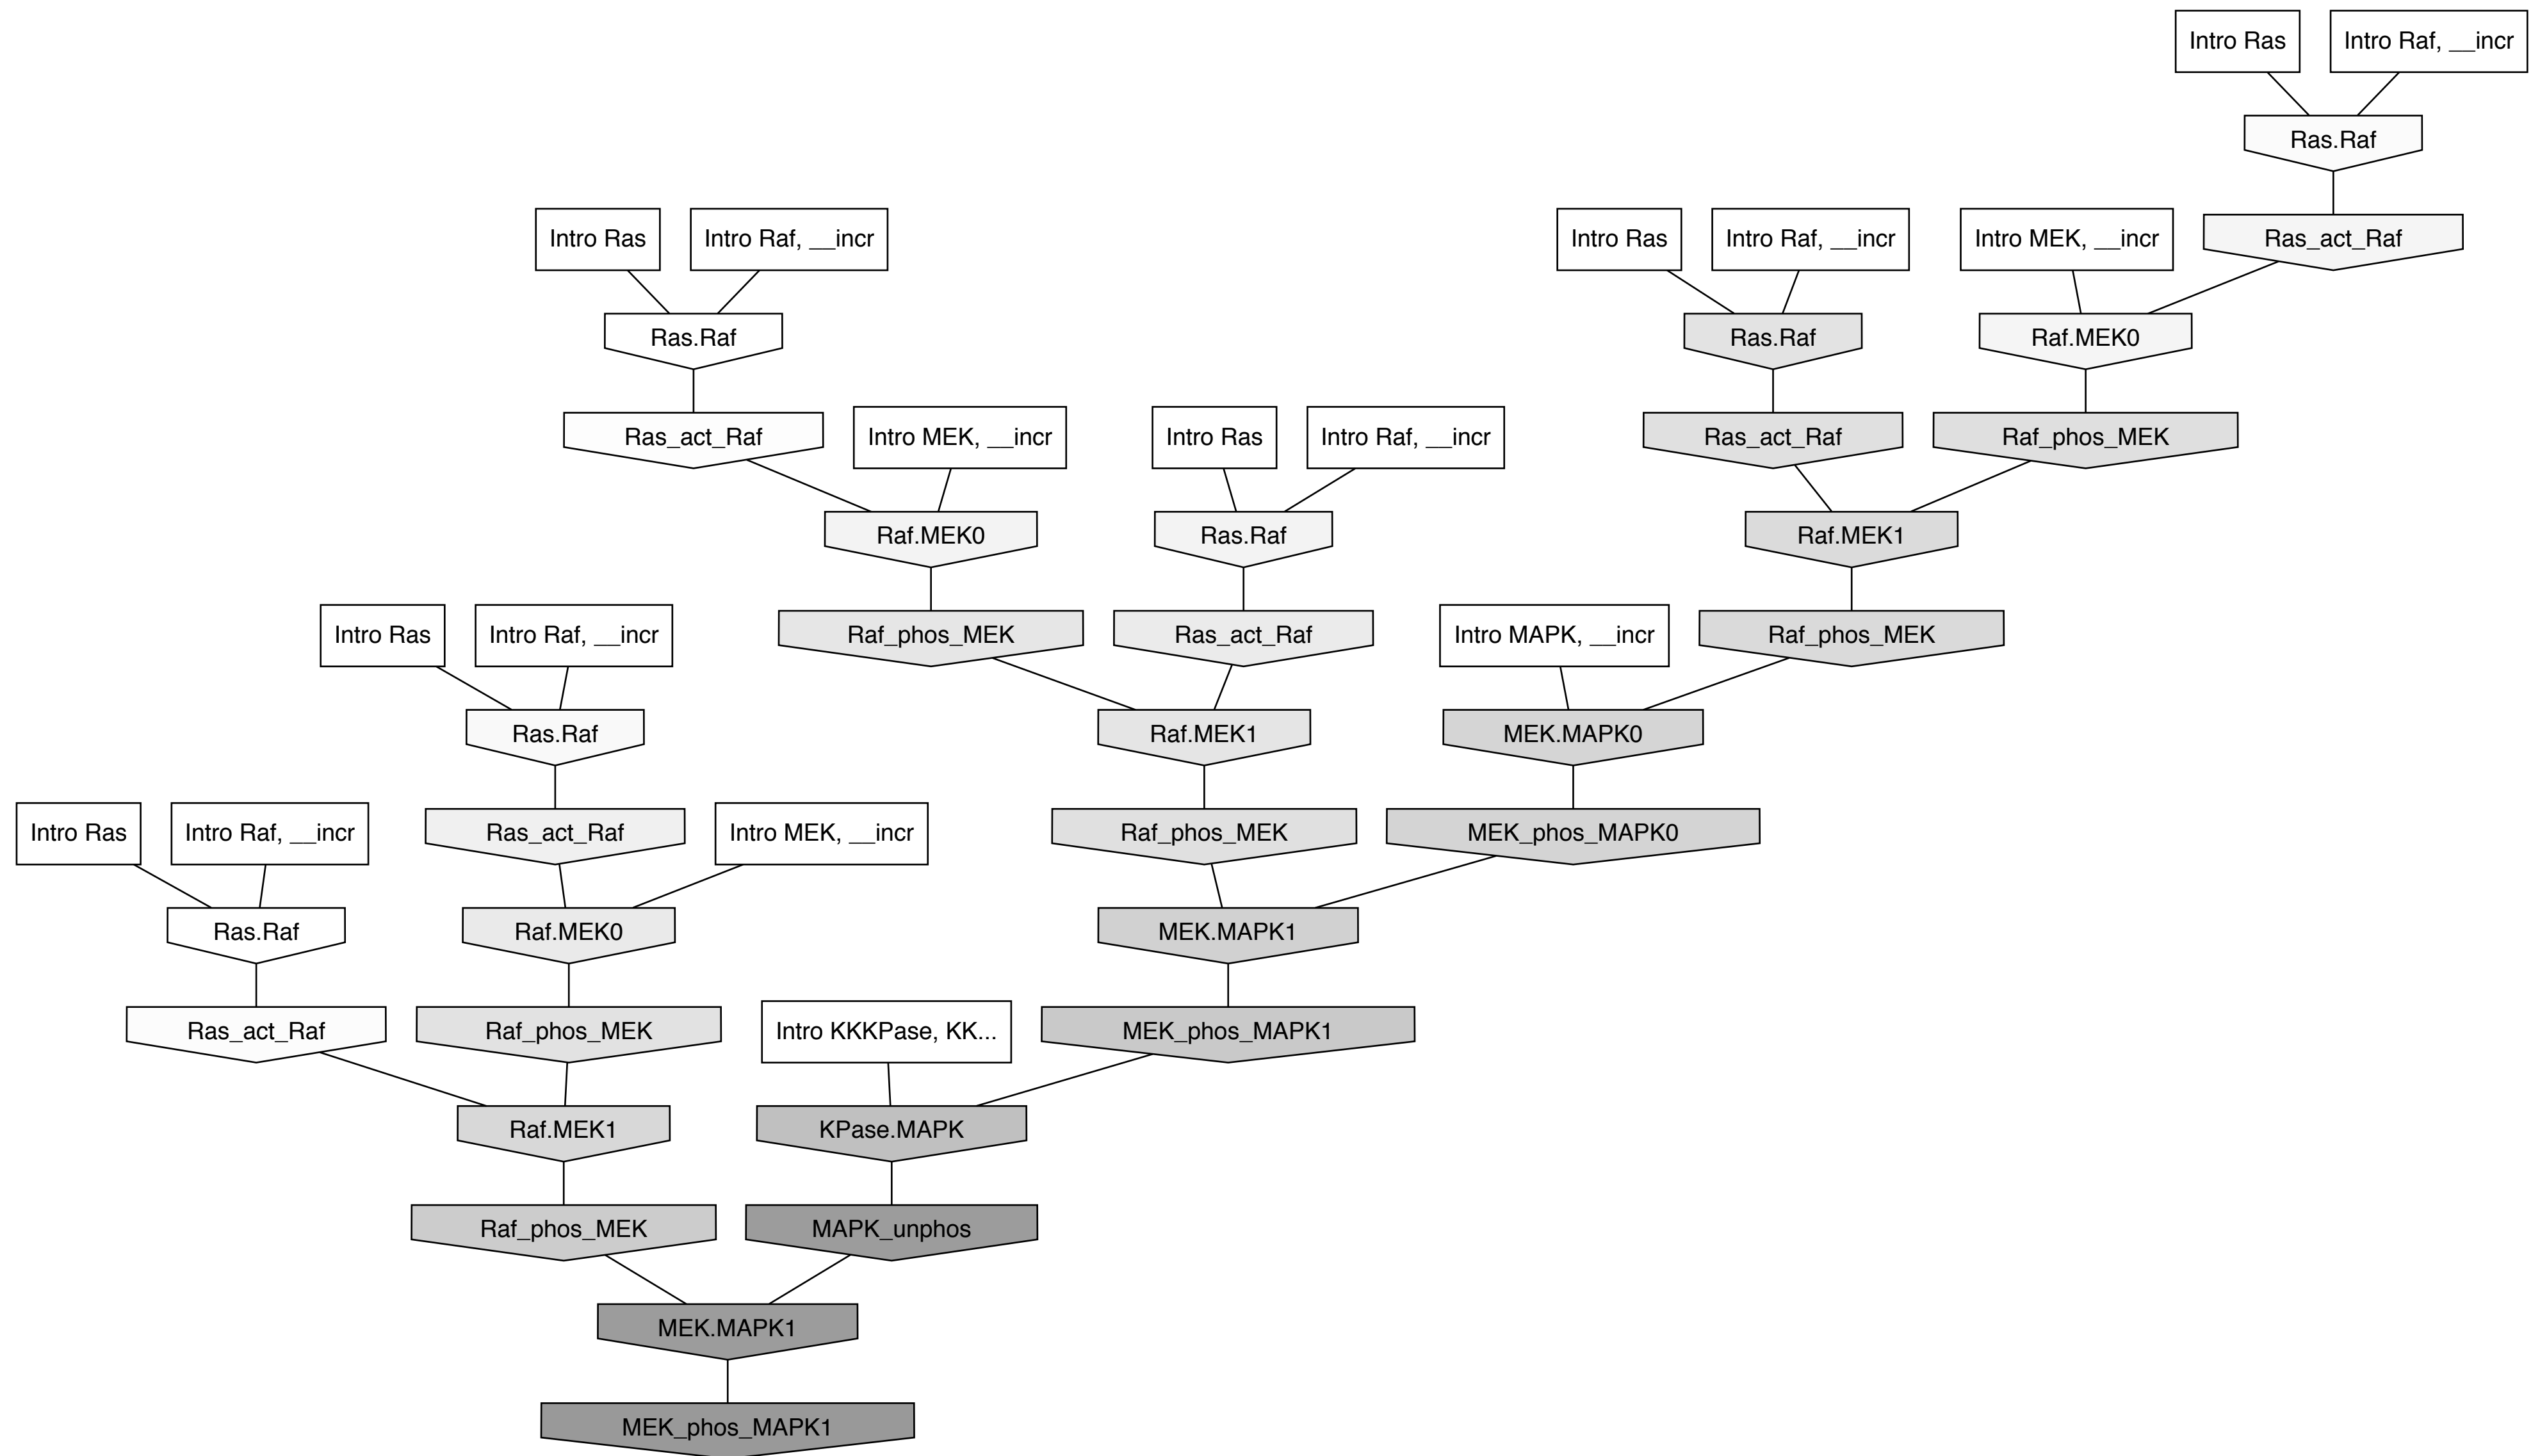 Intro Ras
Intro Raf, __incr
Ras.Raf
Intro Ras
Intro Raf, __incr
Intro Ras
Intro Raf, __incr
Intro MEK, __incr
Ras_act_Raf
Ras.Raf
Ras.Raf
Raf.MEK0
Ras_act_Raf
Intro MEK, __incr
Intro Ras
Intro Raf, __incr
Ras_act_Raf
Raf_phos_MEK
Raf.MEK0
Ras.Raf
Raf.MEK1
Intro Ras
Intro Raf, __incr
Raf_phos_MEK
Ras_act_Raf
Intro MAPK, __incr
Raf_phos_MEK
Ras.Raf
Raf.MEK1
MEK.MAPK0
Intro Ras
Intro Raf, __incr
Ras_act_Raf
Intro MEK, __incr
Raf_phos_MEK
MEK_phos_MAPK0
Ras.Raf
Raf.MEK0
MEK.MAPK1
Ras_act_Raf
Raf_phos_MEK
Intro KKKPase, KK...
MEK_phos_MAPK1
Raf.MEK1
KPase.MAPK
Raf_phos_MEK
MAPK_unphos
MEK.MAPK1
MEK_phos_MAPK1